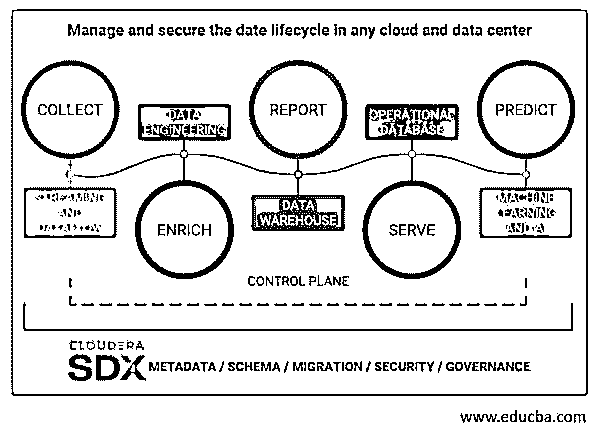 Manage and secure the date lifecycle in any cloud and data center
COLLECT
REPORT
PREDICT
DATA
ENGINEERING
OPERATIONAL
DATABASE
STREAMING
AND
DATAFLOW
ENRICH
DATA
WAREHOUSE
SERVE
MACHINE
LEARNING
AND A
CONTROL PLANE
CLOUDERA
SDX METADATA / SCHEMA / MIGRATION / SECURITY / GOVERNANCE
www.educba.com